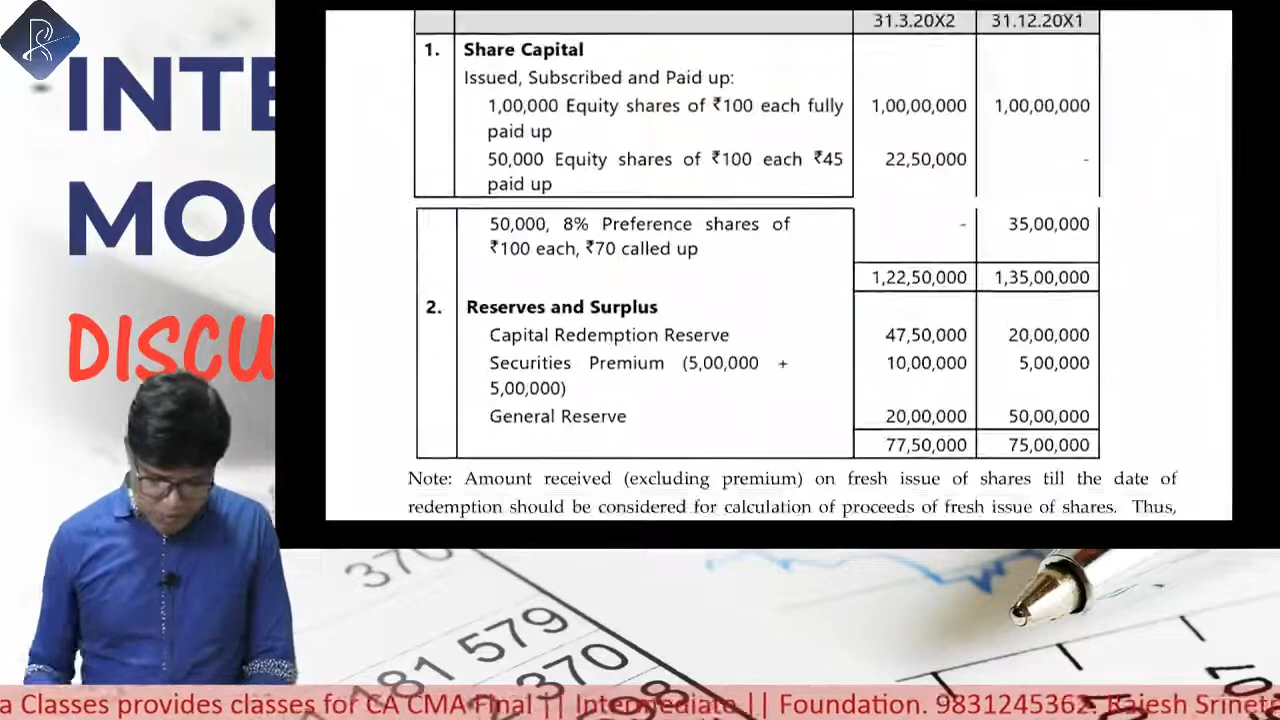 INTE
MOC
DISCU
31.3.20X2 31.12.20X1
1. Share Capital
Issued, Subscribed and Paid up:
1,00,000 Equity shares of ₹100 each fully 1,00,00,000 1,00,00,000
paid up
50,000 Equity shares of ₹100 each ₹45 22,50,000 -
paid up
50,000, 8% Preference shares of - 35,00,000
₹100 each, ₹70 called up
1,22,50,000 1,35,00,000
2. Reserves and Surplus
Capital Redemption Reserve 47,50,000 20,00,000
Securities Premium (5,00,000 + 10,00,000 5,00,000
5,00,000)
General Reserve 20,00,000 50,00,000
77,50,000 75,00,000
Note: Amount received (excluding premium) on fresh issue of shares till the date of
redemption should be considered for calculation of proceeds of fresh issue of shares. Thus,
370
181 579
370
a Classes provides classes for CA CMA Final || Intermediate || Foundation. 9831245362, Rajesh Srineta